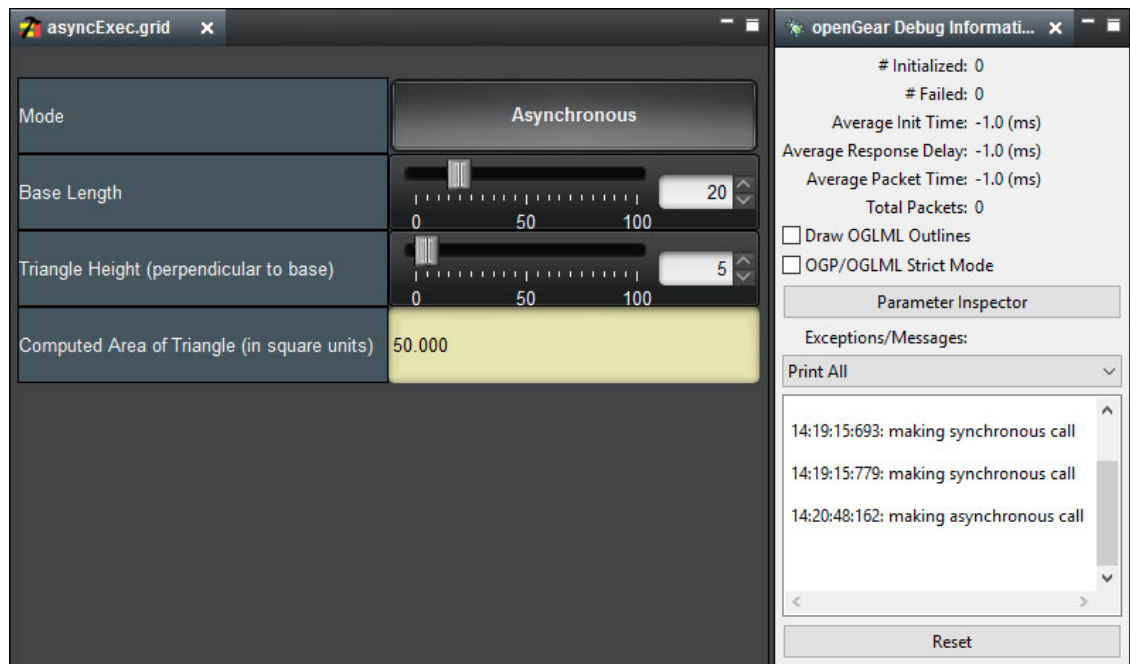 asyncExec.grid
Mode
Asynchronous
Base Length
20
0 50 100
Triangle Height (perpendicular to base)
5
0 50 100
Computed Area of Triangle (in square units)
50.000
openGear Debug Informati...
# Initialized: 0
# Failed: 0
Average Init Time: -1.0 (ms)
Average Response Delay: -1.0 (ms)
Average Packet Time: -1.0 (ms)
Total Packets: 0
Draw OGLML Outlines
OGP/OGLML Strict Mode
Parameter Inspector
Exceptions/Messages:
Print All
14:19:15:693: making synchronous call
14:19:15:779: making synchronous call
14:20:48:162: making asynchronous call
Reset